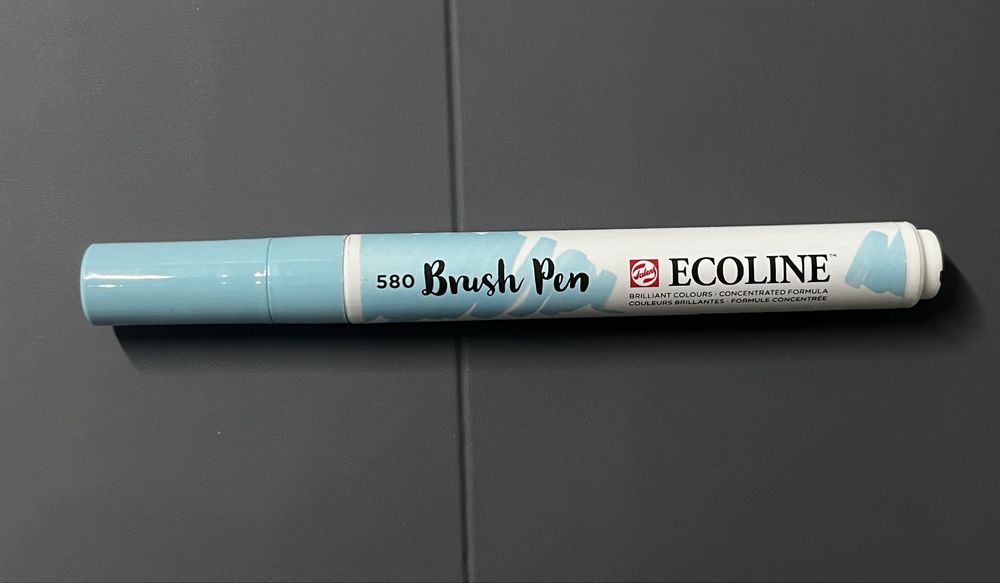 580 Brush Pen
Talens
ECOLINE™
BRILLIANT COLOURS · CONCENTRATED FORMULA
COULEURS BRILLANTES · FORMULE CONCENTRÉE